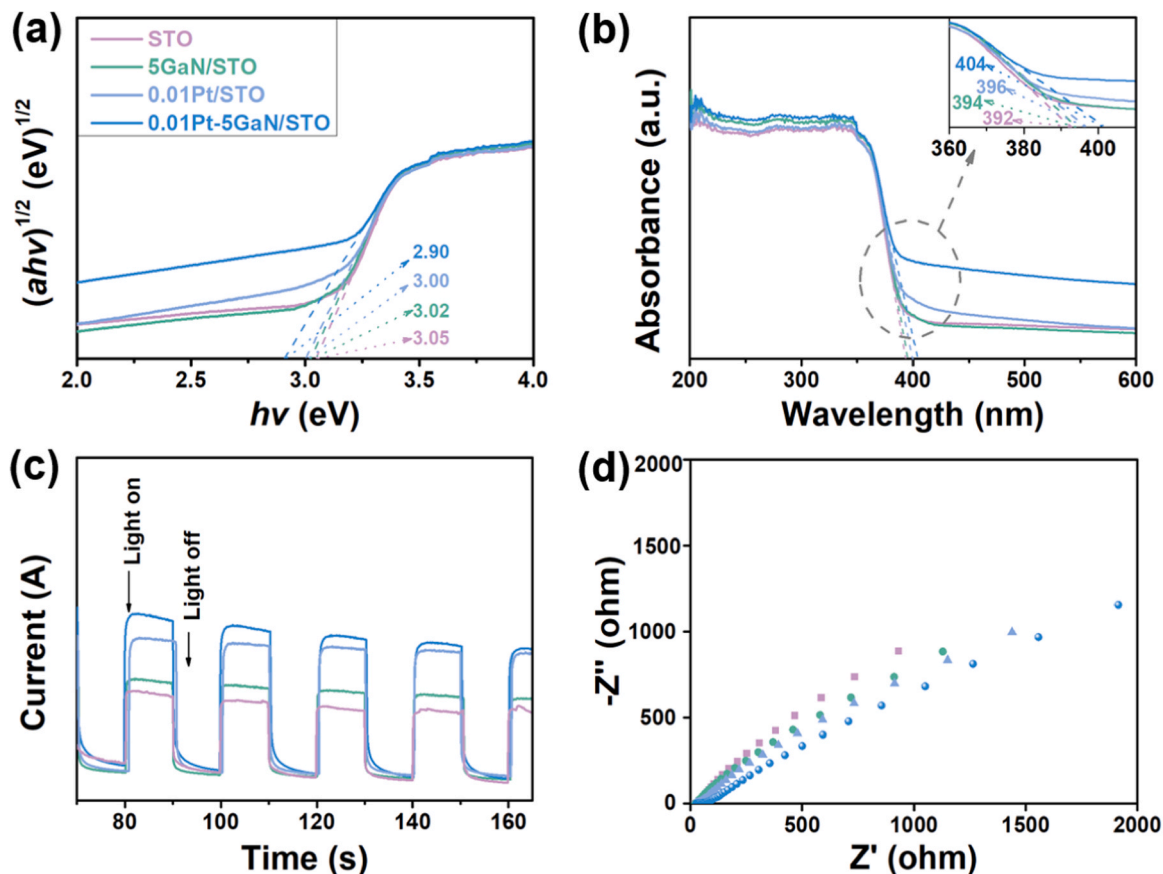 (a)
STO
5GaN/STO
0.01Pt/STO
0.01Pt-5GaN/STO
(ahv)1/2 (eV)1/2
2.90
3.00
3.02
3.05
2.0 2.5 3.0 3.5 4.0
hv (eV)
(b)
404
396
394
392
360 380 400
Absorbance (a.u.)
200 300 400 500 600
Wavelength (nm)
(c)
Light on
Light off
Current (A)
80 100 120 140 160
Time (s)
(d)
2000
1500
1000
500
0
-Z'' (ohm)
0 500 1000 1500 2000
Z' (ohm)